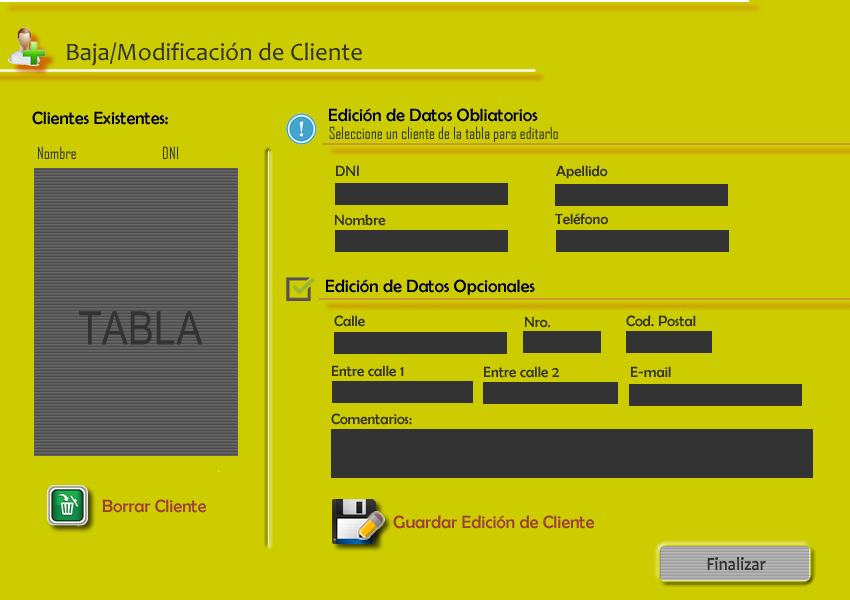 Baja/Modificación de Cliente
Clientes Existentes:
Nombre DNI
TABLA
Borrar Cliente
Edición de Datos Obliatorios
Seleccione un cliente de la tabla para editarlo
DNI Apellido
Nombre Teléfono
Edición de Datos Opcionales
Calle Nro. Cod. Postal
Entre calle 1 Entre calle 2 E-mail
Comentarios:
Guardar Edición de Cliente
Finalizar